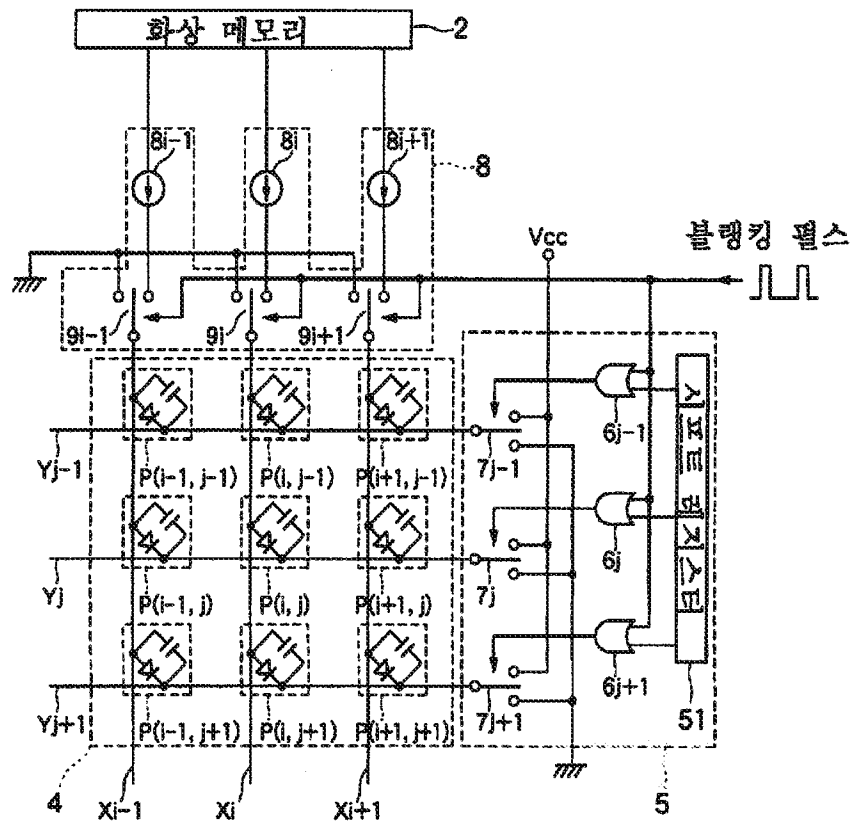 화상 메모리
2
8i-1
8i
8i+1
8
Vcc
블랭킹 펄스
9i-1
9i
9i+1
Yj-1
P(i-1, j-1)
P(i, j-1)
P(i+1, j-1)
7j-1
6j-1
시프트 레지스터
Yj
P(i-1, j)
P(i, j)
P(i+1, j)
7j
6j
Yj+1
P(i-1, j+1)
P(i, j+1)
P(i+1, j+1)
7j+1
6j+1
51
4
Xi-1
Xi
Xi+1
5